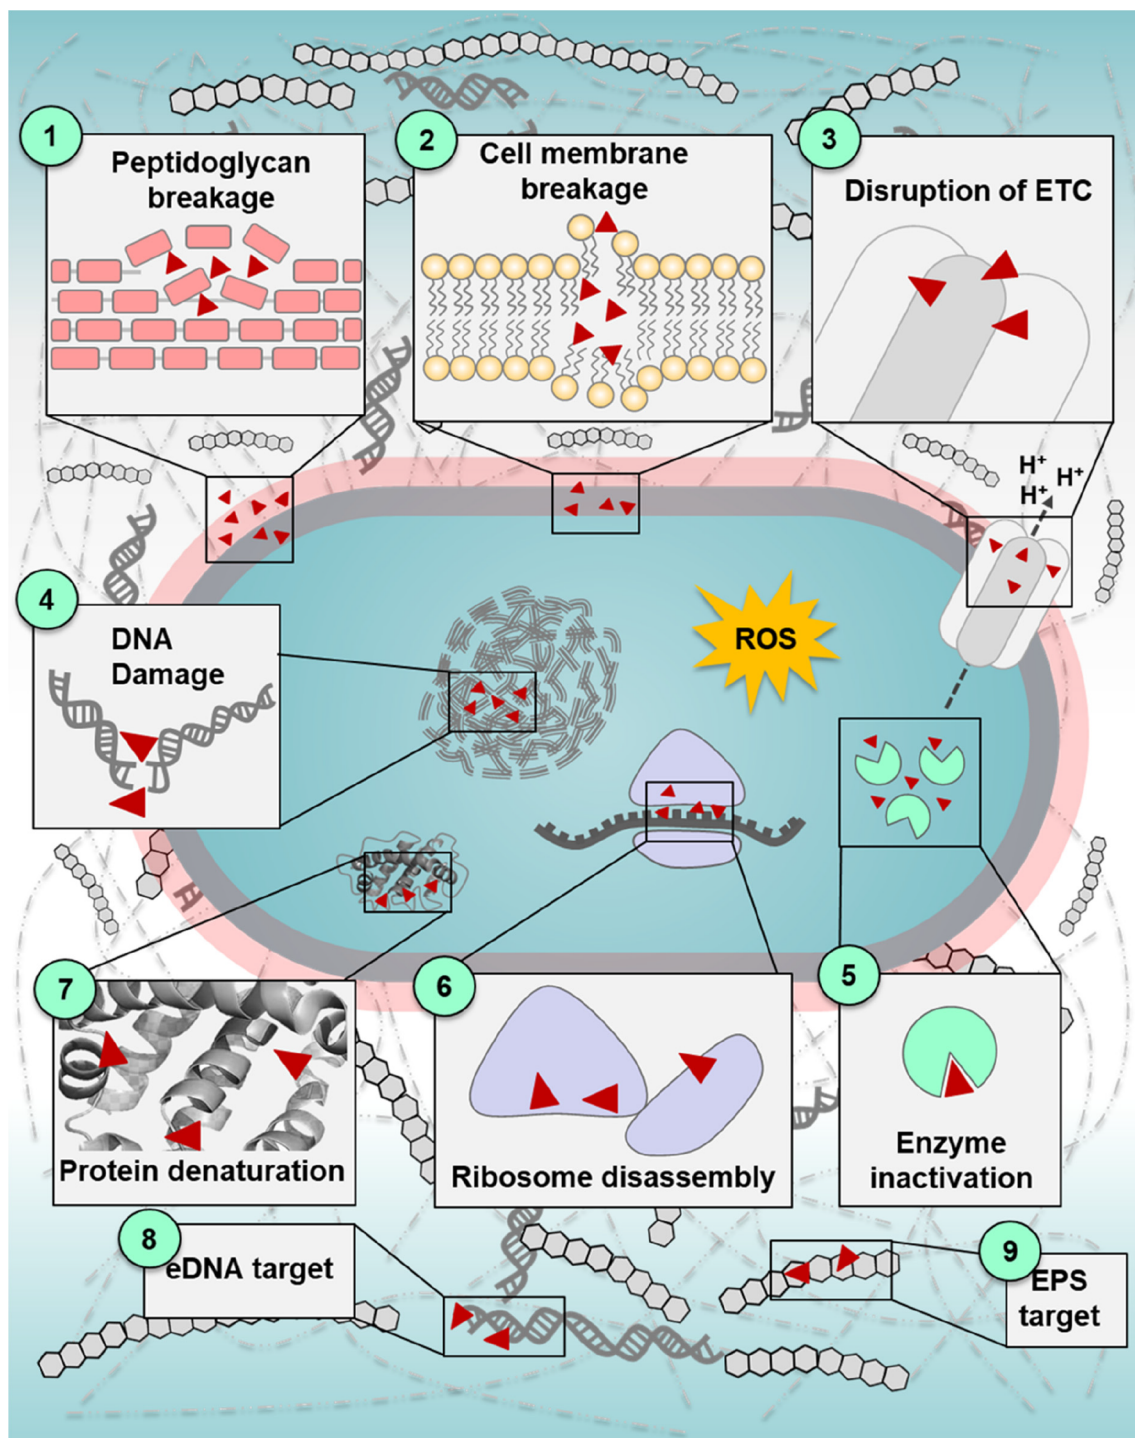 1
Peptidoglycan
breakage
2
Cell membrane
breakage
3
Disruption of ETC
H⁺
H⁺
H⁺
4
DNA
Damage
ROS
7
Protein denaturation
6
Ribosome disassembly
5
Enzyme
inactivation
8
eDNA target
9
EPS
target